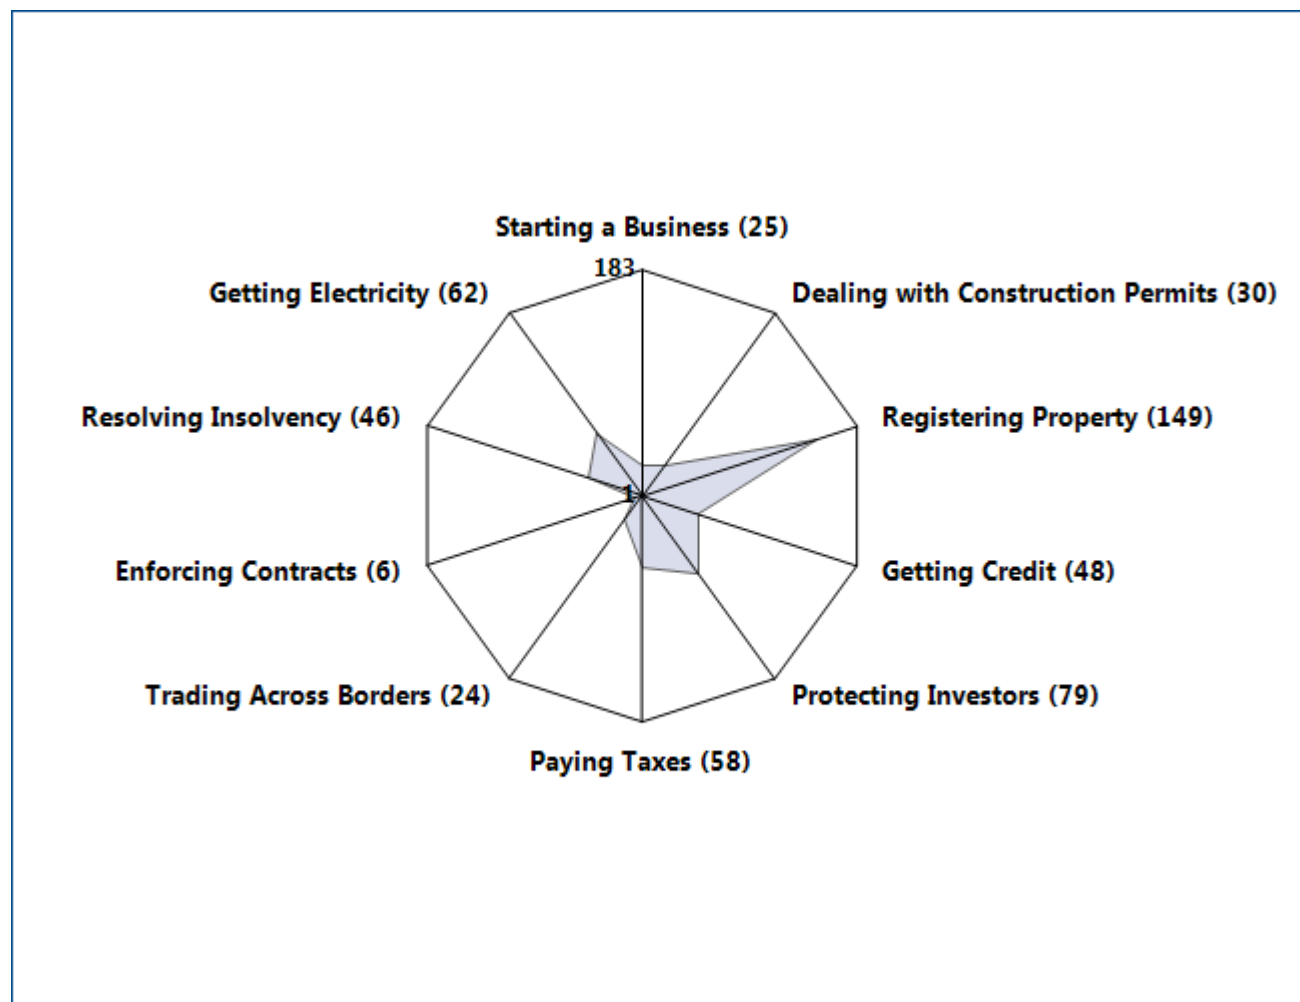 Starting a Business (25)
183
Getting Electricity (62)
Dealing with Construction Permits (30)
Resolving Insolvency (46)
Registering Property (149)
1
Enforcing Contracts (6)
Getting Credit (48)
Trading Across Borders (24)
Protecting Investors (79)
Paying Taxes (58)